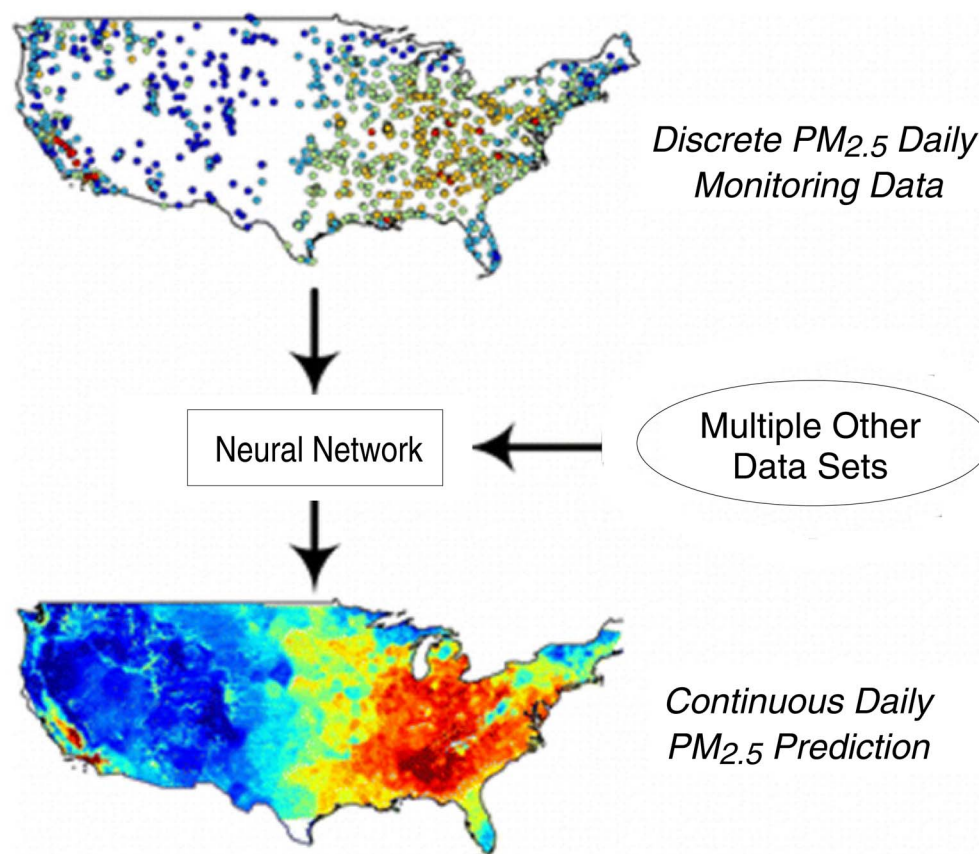 Discrete PM2.5 Daily
Monitoring Data
Neural Network
Multiple Other
Data Sets
Continuous Daily
PM2.5 Prediction